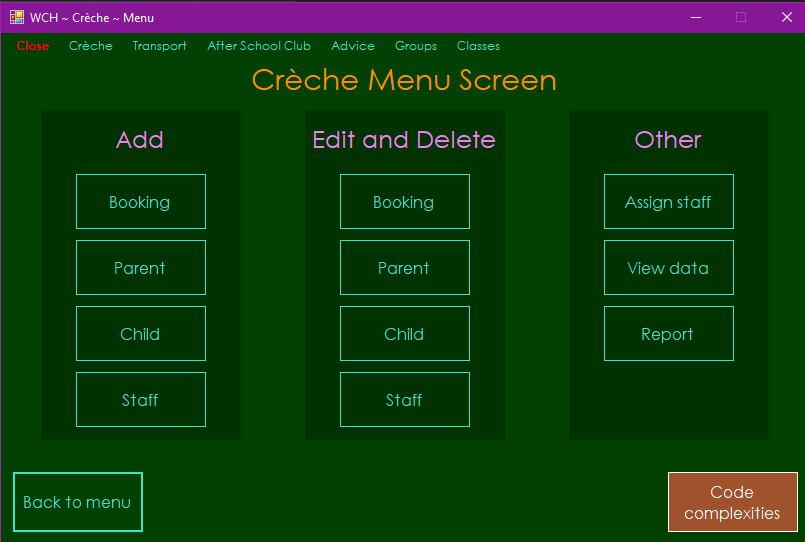 WCH ~ Crèche ~ Menu
Close Crèche Transport After School Club Advice Groups Classes
Crèche Menu Screen
Add
Booking
Parent
Child
Staff
Edit and Delete
Booking
Parent
Child
Staff
Other
Assign staff
View data
Report
Back to menu
Code
complexities